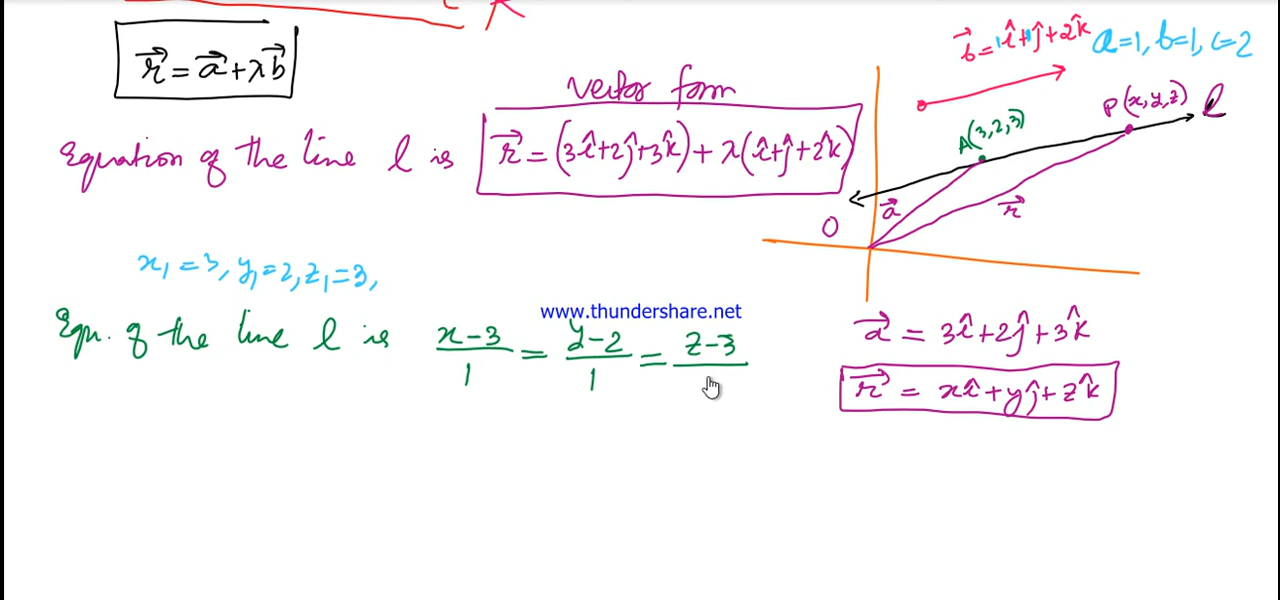 r⃗ = a⃗ + λb⃗
b⃗ = 1î + 1ĵ + 2k̂ a=1, b=1, c=2
vector form
Equation of the line l is r⃗ = (3î+2ĵ+3k̂) + λ(î+ĵ+2k̂)
A(3,2,3)
P(x,y,z) l
a⃗ r⃗
O
x₁ = 3, y₁ = 2, z₁ = 3,
www.thundershare.net
Eqn. of the line l is (x-3)/1 = (y-2)/1 = (z-3)/
a⃗ = 3î+2ĵ+3k̂
r⃗ = xî+yĵ+zk̂